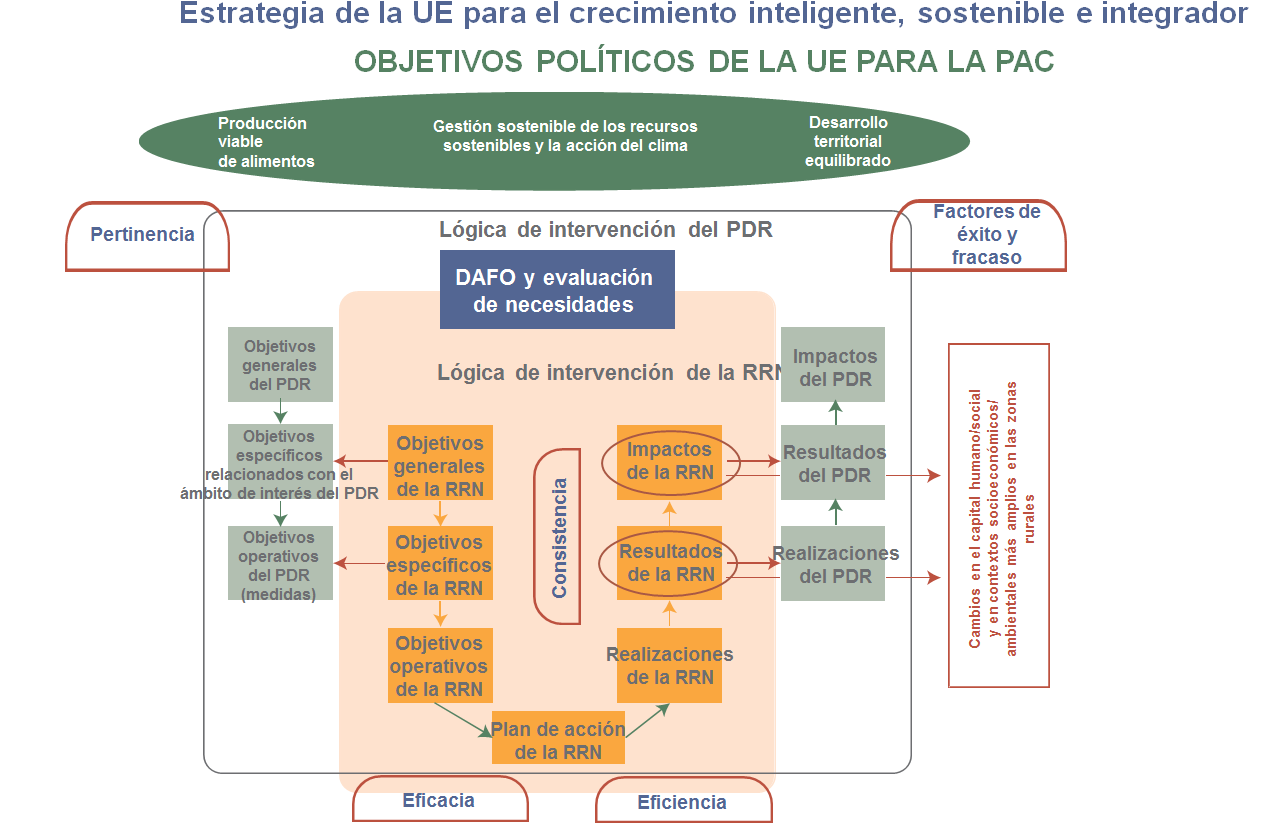 Estrategia de la UE para el crecimiento inteligente, sostenible e integrador
OBJETIVOS POLÍTICOS DE LA UE PARA LA PAC
Producción
viable
de alimentos
Gestión sostenible de los recursos
sostenibles y la acción del clima
Desarrollo
territorial
equilibrado
Pertinencia
Lógica de intervención del PDR
Factores de
éxito y
fracaso
DAFO y evaluación
de necesidades
Lógica de intervención de la RRN
Objetivos
generales
del PDR
Objetivos
específicos
relacionados con el
ámbito de interés del PDR
Objetivos
operativos
del PDR
(medidas)
Objetivos
generales
de la RRN
Objetivos
específicos
de la RRN
Objetivos
operativos
de la RRN
Plan de acción
de la RRN
Consistencia
Impactos
de la RRN
Resultados
de la RRN
Realizaciones
de la RRN
Impactos
del PDR
Resultados
del PDR
Realizaciones
del PDR
Cambios en el capital humano/social
y en contextos socioeconómicos/
ambientales más amplios en las zonas
rurales
Eficacia
Eficiencia